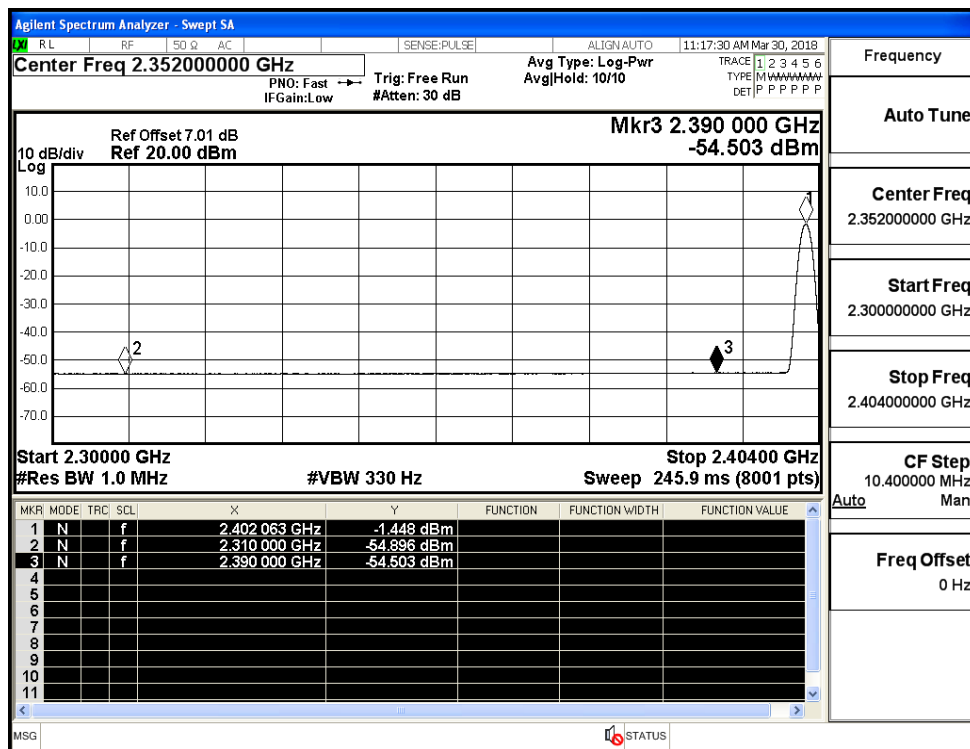 Agilent Spectrum Analyzer - Swept SA
LXI RL RF 50 Ω AC SENSE:PULSE ALIGN AUTO 11:17:30 AM Mar 30, 2018
Center Freq 2.352000000 GHz
PNO: Fast
IFGain:Low
Trig: Free Run
#Atten: 30 dB
Avg Type: Log-Pwr
Avg|Hold: 10/10
TRACE 1 2 3 4 5 6
TYPE M W W W W W
DET P P P P P P
Ref Offset 7.01 dB
10 dB/div Ref 20.00 dBm
Log
Mkr3 2.390 000 GHz
-54.503 dBm
10.0
0.00
-10.0
-20.0
-30.0
-40.0
-50.0
-60.0
-70.0
1
2
3
Start 2.30000 GHz Stop 2.40400 GHz
#Res BW 1.0 MHz #VBW 330 Hz Sweep 245.9 ms (8001 pts)
MKR MODE TRC SCL X Y FUNCTION FUNCTION WIDTH FUNCTION VALUE
1 N f 2.402 063 GHz -1.448 dBm
2 N f 2.310 000 GHz -54.896 dBm
3 N f 2.390 000 GHz -54.503 dBm
4
5
6
7
8
9
10
11
MSG STATUS
Frequency
Auto Tune
Center Freq
2.352000000 GHz
Start Freq
2.300000000 GHz
Stop Freq
2.404000000 GHz
CF Step
10.400000 MHz
Auto Man
Freq Offset
0 Hz